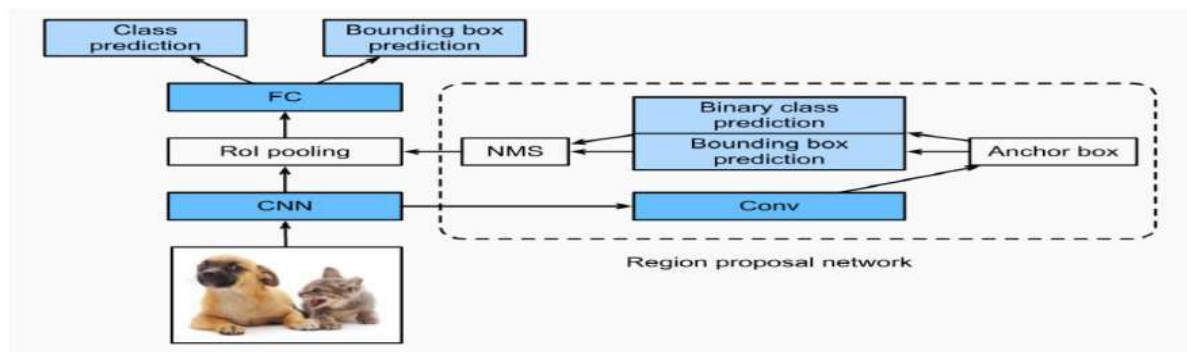 Class
prediction
Bounding box
prediction
FC
Binary class
prediction
RoI pooling
NMS
Bounding box
prediction
Anchor box
CNN
Conv
Region proposal network